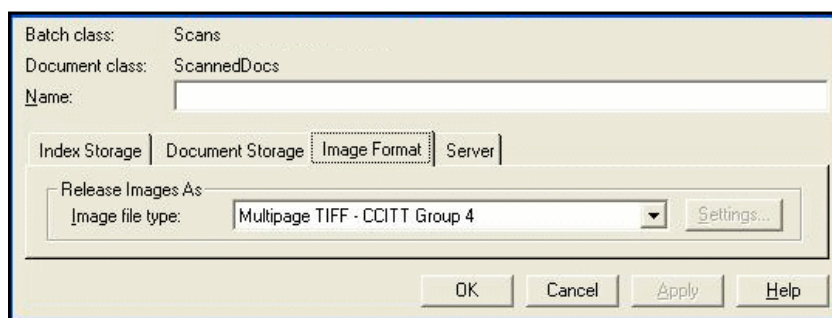 Batch class: Scans
Document class: ScannedDocs
Name:
Index Storage Document Storage Image Format Server
Release Images As
Image file type: Multipage TIFF - CCITT Group 4 Settings...
OK Cancel Apply Help